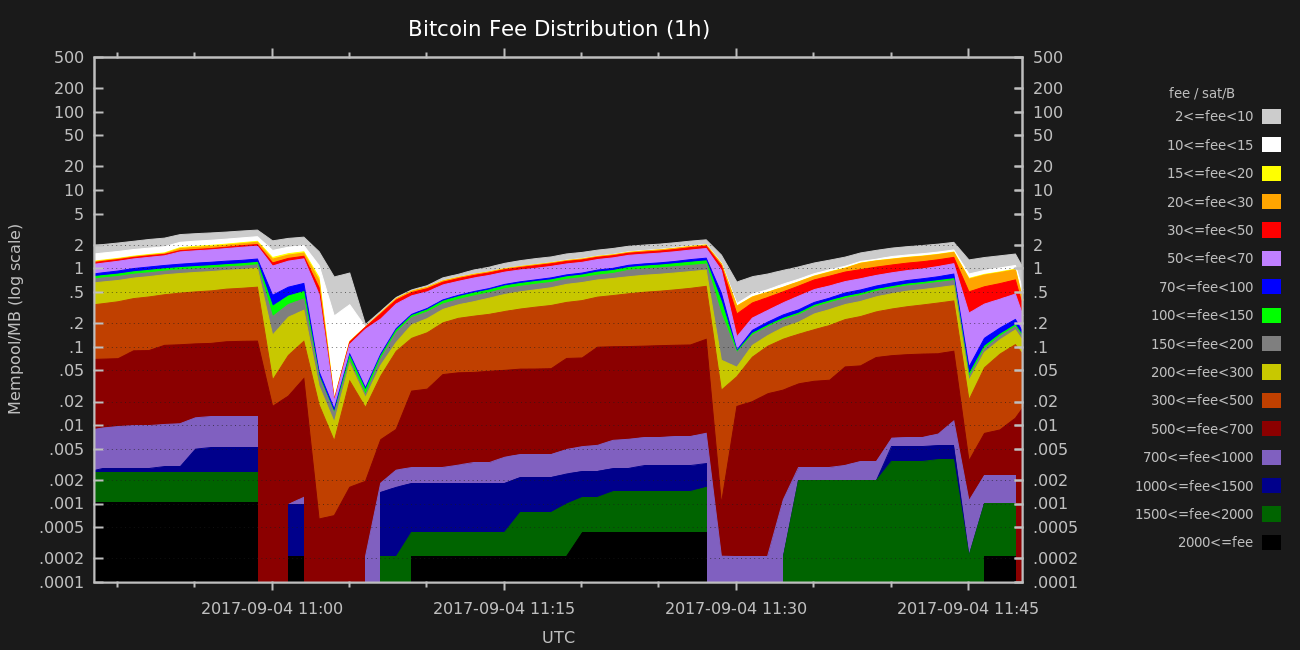 Bitcoin Fee Distribution (1h)
Mempool/MB (log scale)
500
200
100
50
20
10
5
2
1
.5
.2
.1
.05
.02
.01
.005
.002
.001
.0005
.0002
.0001
500
200
100
50
20
10
5
2
1
.5
.2
.1
.05
.02
.01
.005
.002
.001
.0005
.0002
.0001
2017-09-04 11:00
2017-09-04 11:15
2017-09-04 11:30
2017-09-04 11:45
UTC
fee / sat/B
2<=fee<10
10<=fee<15
15<=fee<20
20<=fee<30
30<=fee<50
50<=fee<70
70<=fee<100
100<=fee<150
150<=fee<200
200<=fee<300
300<=fee<500
500<=fee<700
700<=fee<1000
1000<=fee<1500
1500<=fee<2000
2000<=fee